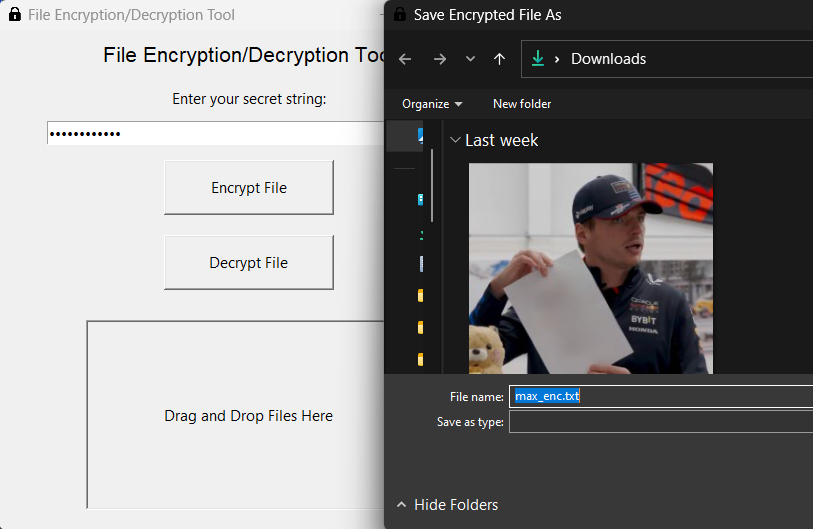 File Encryption/Decryption Tool
File Encryption/Decryption Too
Enter your secret string:
••••••••••••
Encrypt File
Decrypt File
Drag and Drop Files Here
Save Encrypted File As
Downloads
Organize
New folder
Last week
ORACLE
BYBIT
HONDA
File name:
max_enc.txt
Save as type:
Hide Folders